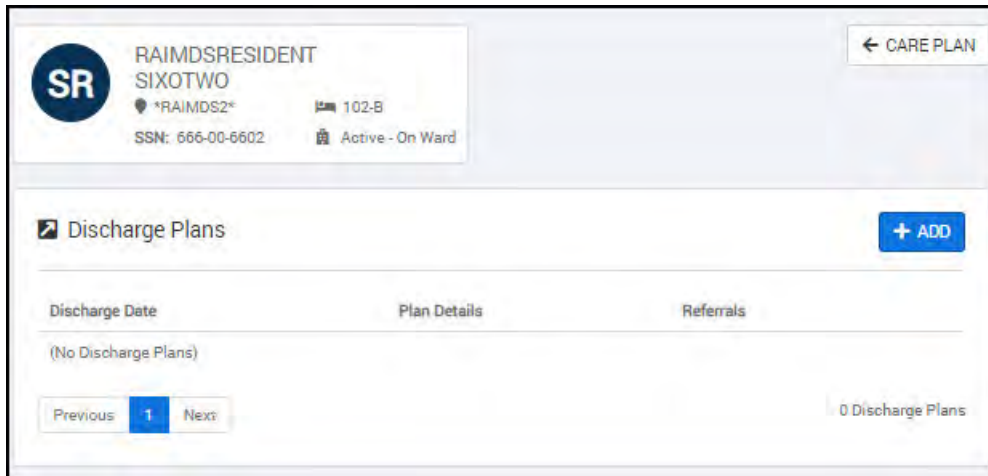 SR
RAIMDSRESIDENT
SIXOTWO
*RAIMDS2* 102-B
SSN: 666-00-6602 Active - On Ward
← CARE PLAN
Discharge Plans
+ ADD
Discharge Date Plan Details Referrals
(No Discharge Plans)
Previous 1 Next
0 Discharge Plans